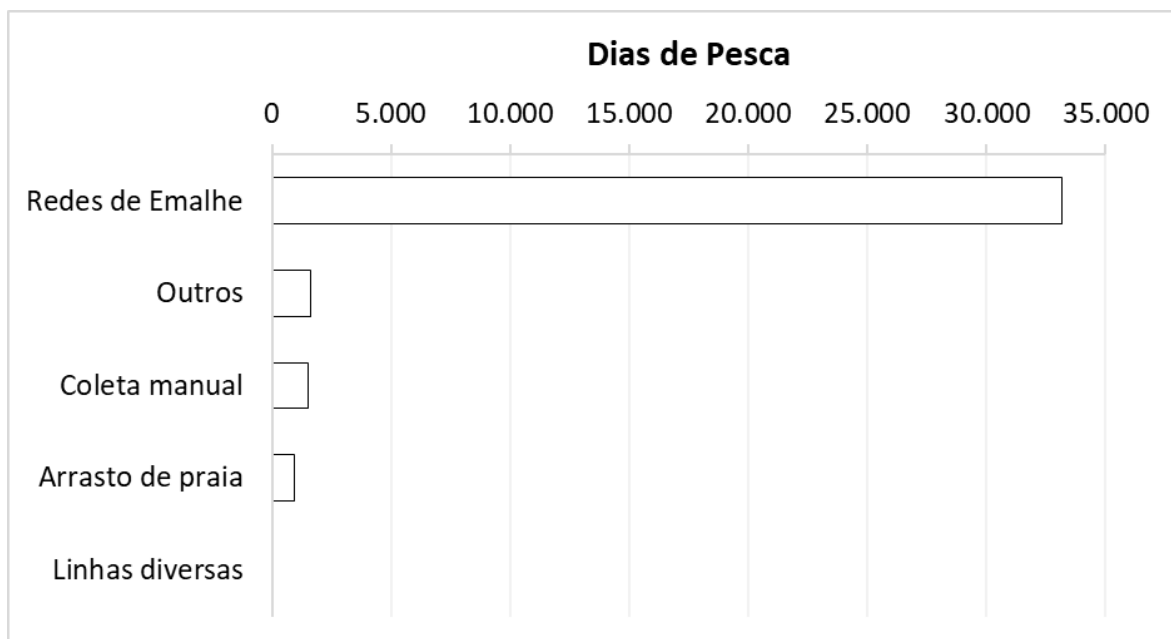 Dias de Pesca
0 5.000 10.000 15.000 20.000 25.000 30.000 35.000
Redes de Emalhe
Outros
Coleta manual
Arrasto de praia
Linhas diversas